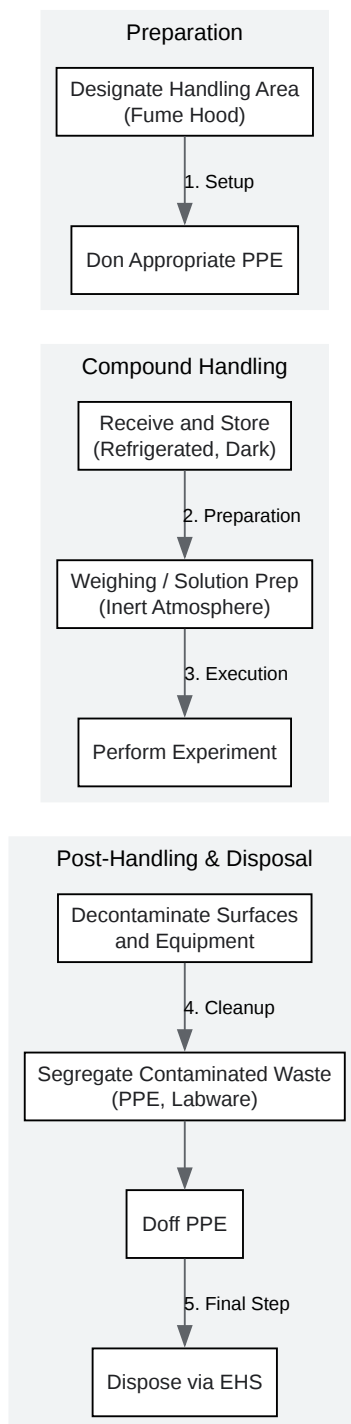 Preparation
Designate Handling Area
(Fume Hood)
1. Setup
Don Appropriate PPE
Compound Handling
Receive and Store
(Refrigerated, Dark)
2. Preparation
Weighing / Solution Prep
(Inert Atmosphere)
3. Execution
Perform Experiment
Post-Handling & Disposal
Decontaminate Surfaces
and Equipment
4. Cleanup
Segregate Contaminated Waste
(PPE, Labware)
Doff PPE
5. Final Step
Dispose via EHS